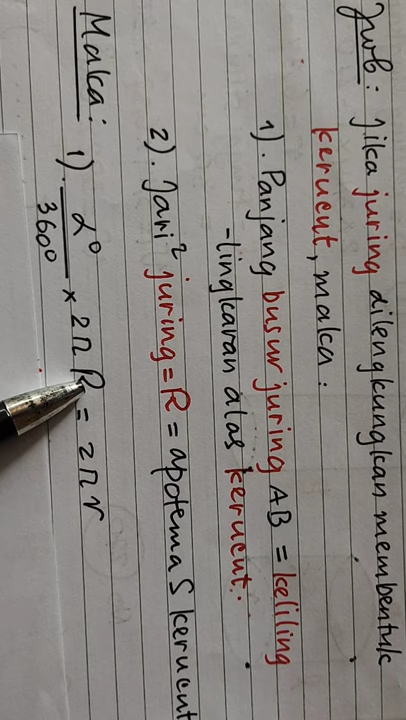 Jwb: Jika juring dilengkungkan membentuk
kerucut, maka:
1). Panjang busur juring AB = keliling
-lingkaran alas kerucut.
2). Jari² juring = R = apotema S kerucut
Maka: 1). α°/360° × 2πR = 2πr